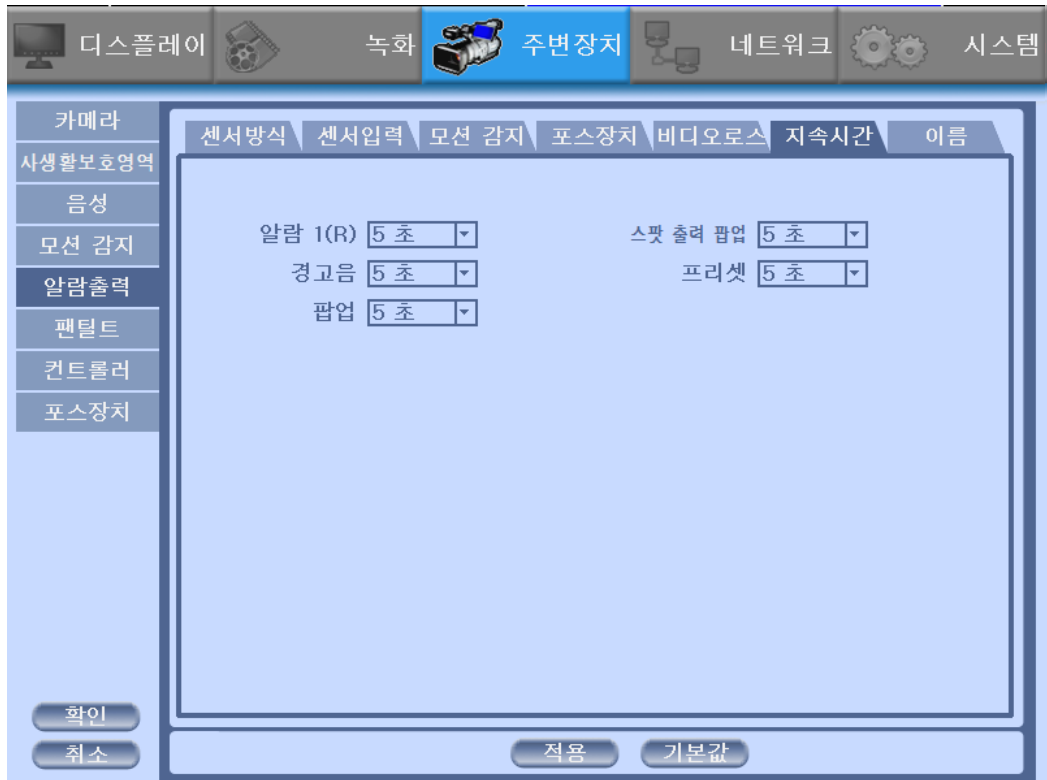 디스플레이 녹화 주변장치 네트워크 시스템
카메라
사생활보호영역
음성
모션 감지
알람출력
팬틸트
컨트롤러
포스장치
센서방식 센서입력 모션 감지 포스장치 비디오로스 지속시간 이름
알람 1(R) 5 초 스팟 출력 팝업 5 초
경고음 5 초 프리셋 5 초
팝업 5 초
확인
취소
적용 기본값